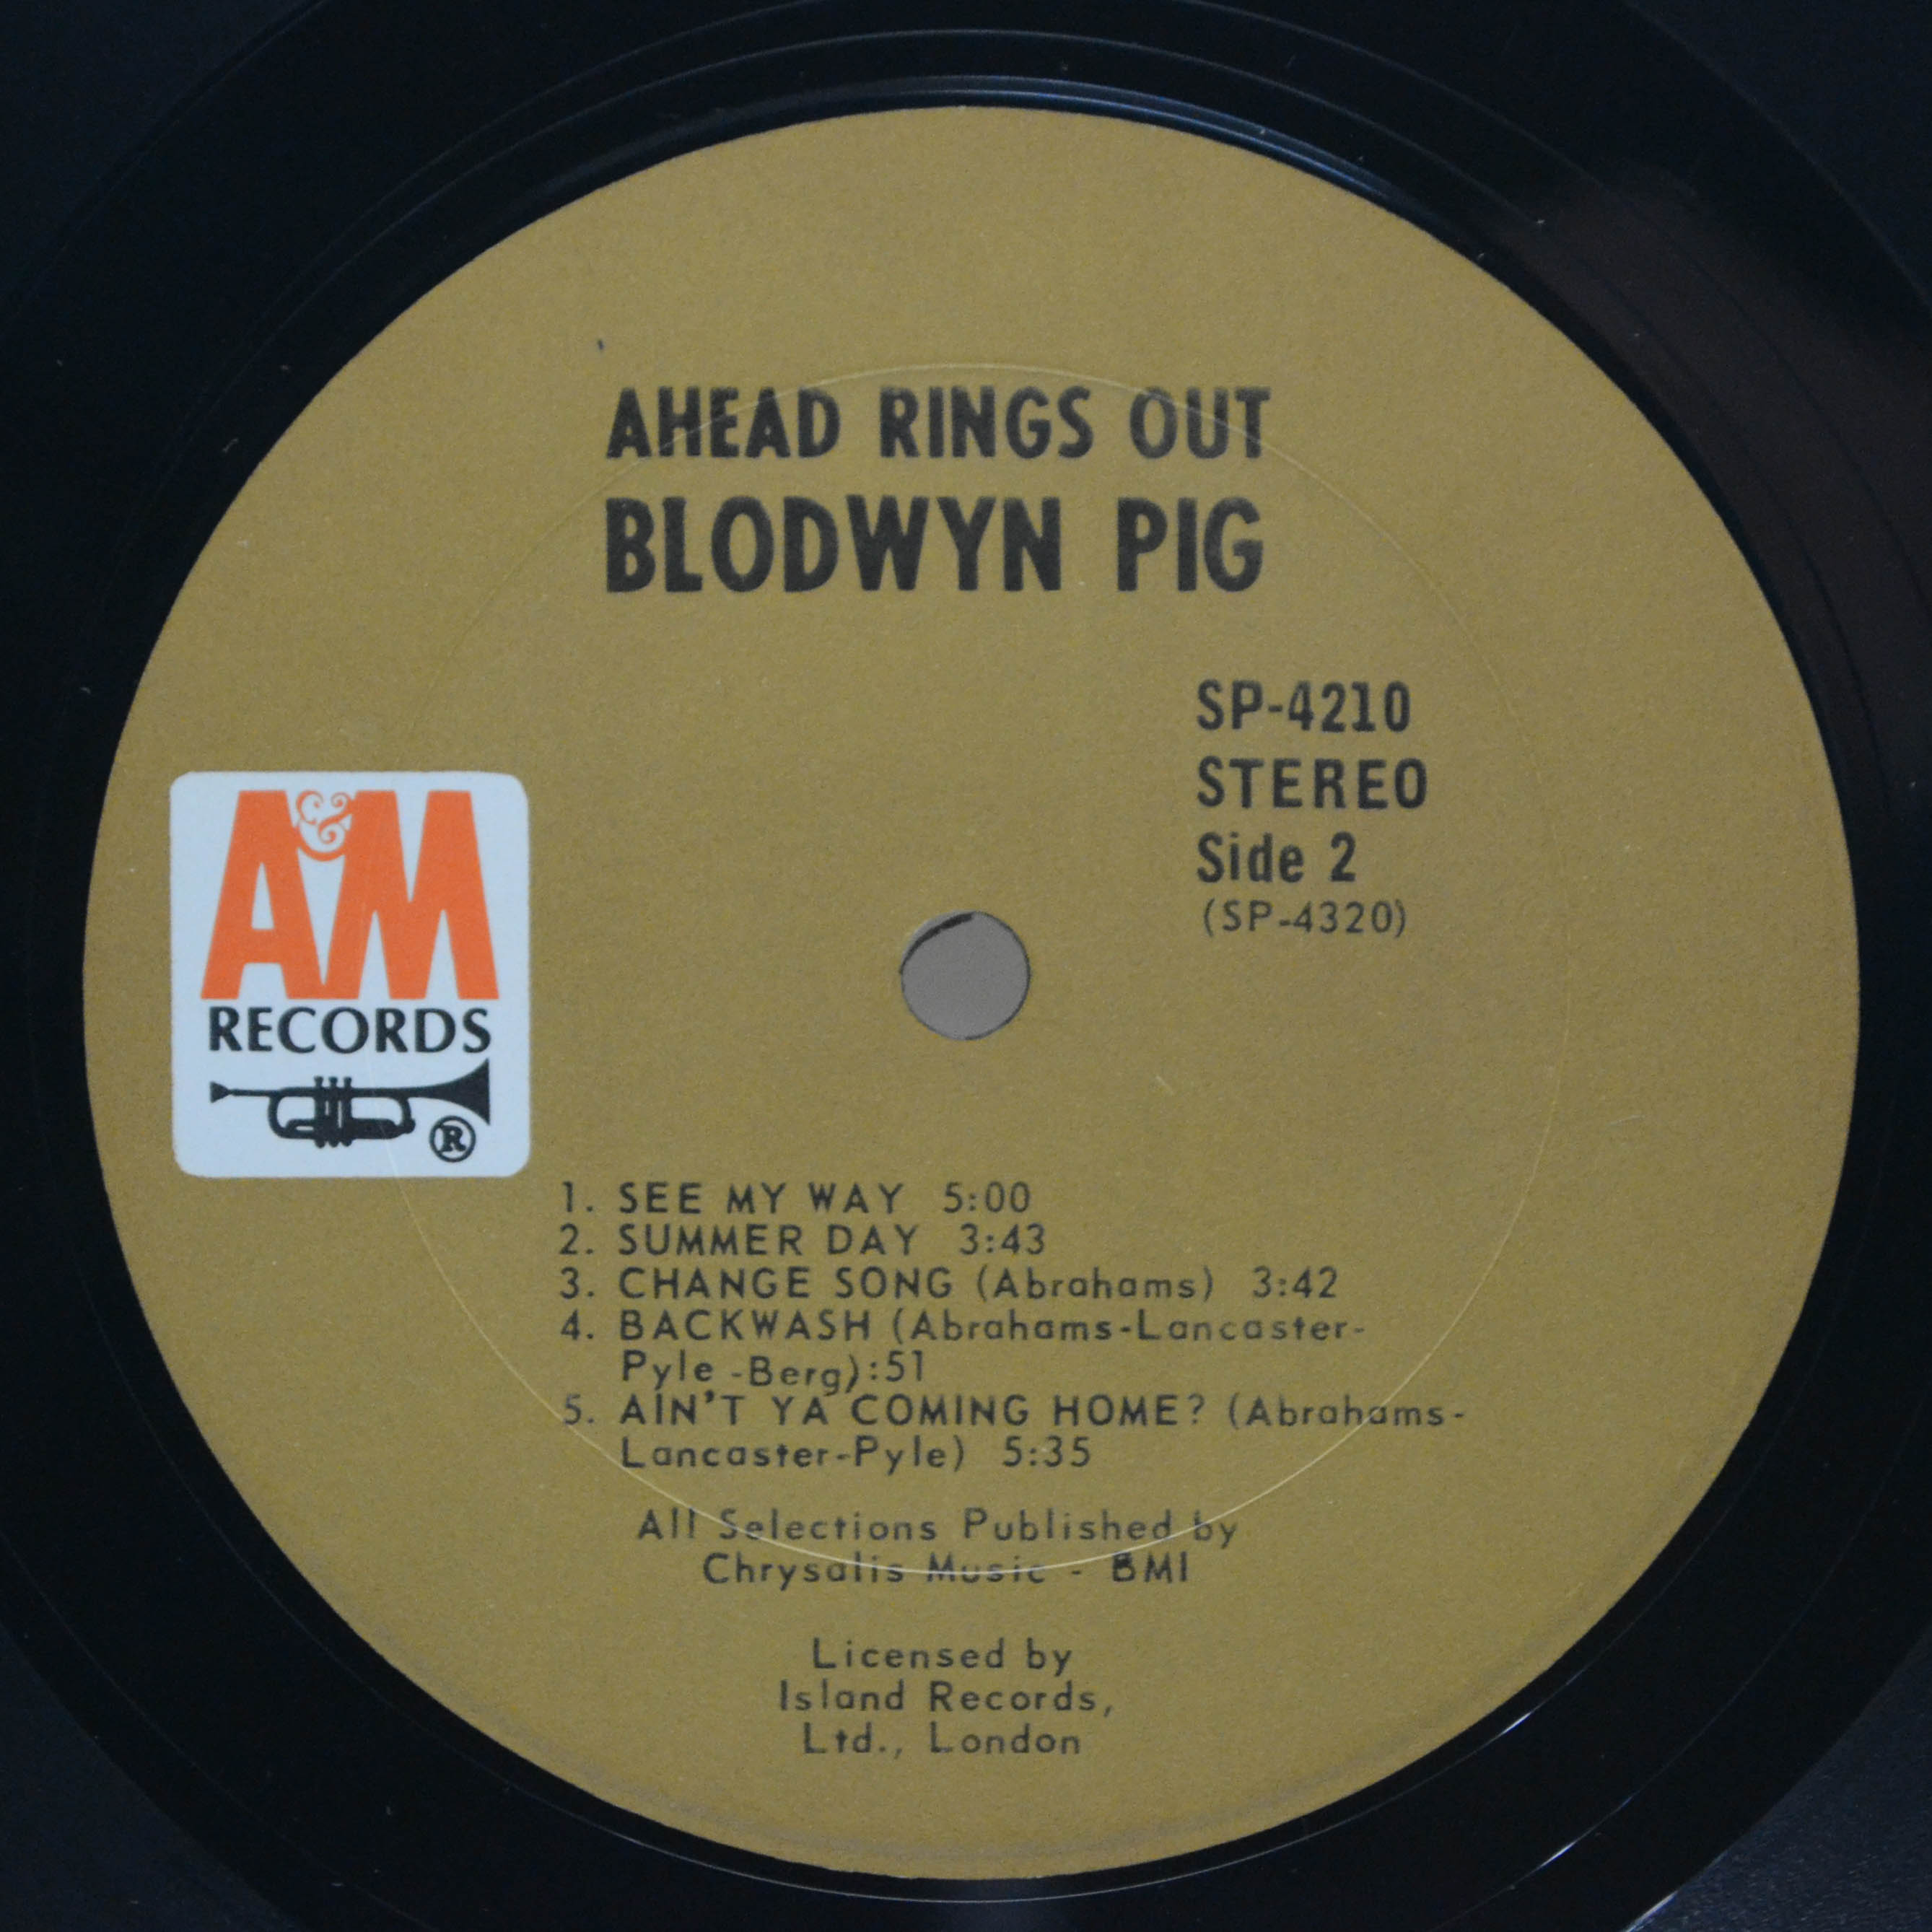 AHEAD RINGS OUT
BLODWYN PIG
SP-4210
STEREO
Side 2
(SP-4320)
A&M
RECORDS
®
1. SEE MY WAY 5:00
2. SUMMER DAY 3:43
3. CHANGE SONG (Abrahams) 3:42
4. BACKWASH (Abrahams-Lancaster-
Pyle -Berg):51
5. AIN'T YA COMING HOME? (Abrahams-
Lancaster-Pyle) 5:35
All Selections Published by
Chrysalis Music - BMI
Licensed by
Island Records,
Ltd., London